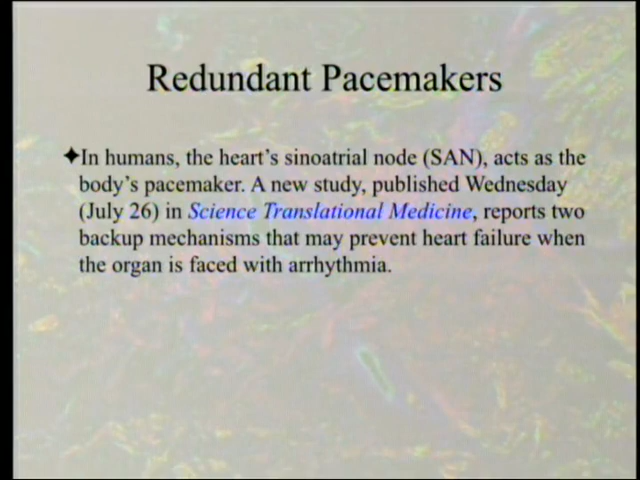 Redundant Pacemakers
✦In humans, the heart's sinoatrial node (SAN), acts as the
body's pacemaker. A new study, published Wednesday
(July 26) in Science Translational Medicine, reports two
backup mechanisms that may prevent heart failure when
the organ is faced with arrhythmia.